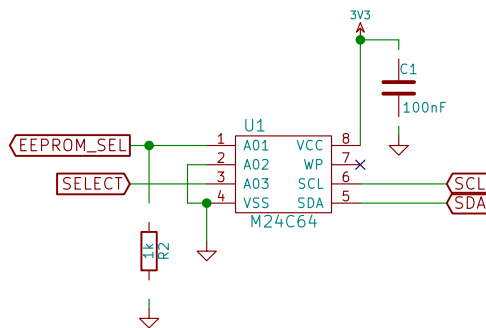 3V3
C1
100nF
U1
EEPROM_SEL 1 A01 VCC 8
2 A02 WP 7
SELECT 3 A03 SCL 6 SCL
4 VSS SDA 5 SDA
M24C64
1k R2